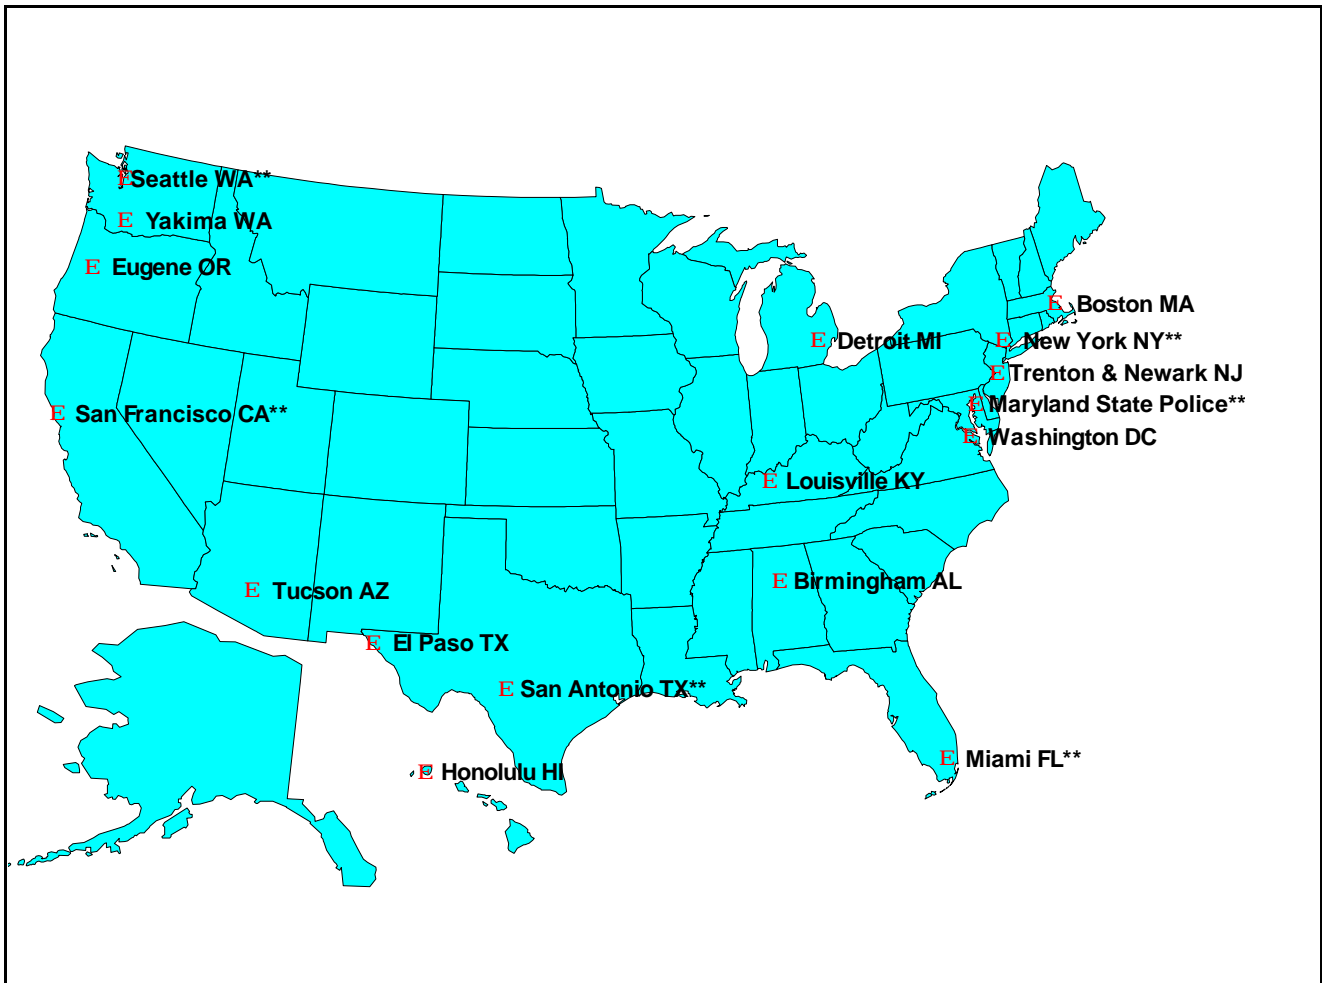 E Seattle WA**
E Yakima WA
E Eugene OR
E Boston MA
E Detroit MI
E New York NY**
E Trenton & Newark NJ
E Maryland State Police**
E San Francisco CA**
E Washington DC
E Louisville KY
E Birmingham AL
E Tucson AZ
E El Paso TX
E San Antonio TX**
E Miami FL**
E Honolulu HI